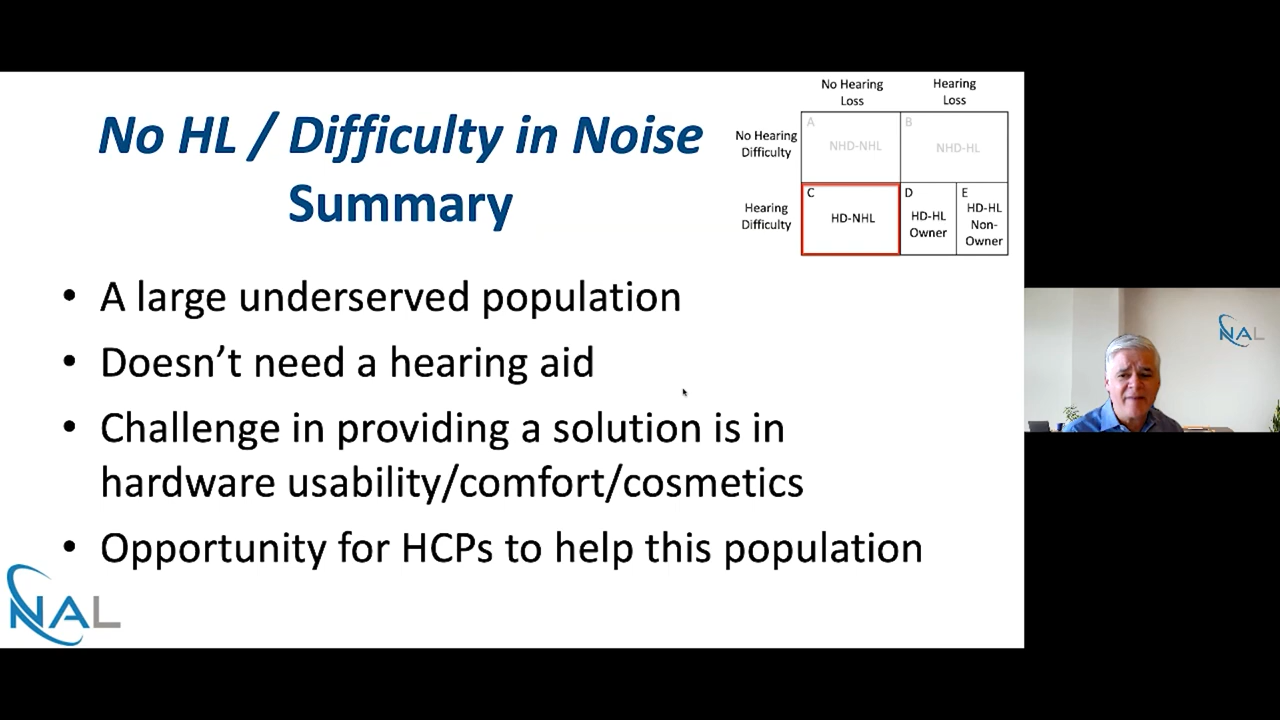 No HL / Difficulty in Noise
Summary
No Hearing
Loss
Hearing
Loss
No Hearing
Difficulty
A
NHD-NHL
B
NHD-HL
Hearing
Difficulty
C
HD-NHL
D
HD-HL
Owner
E
HD-HL
Non-
Owner
• A large underserved population
• Doesn’t need a hearing aid
• Challenge in providing a solution is in
hardware usability/comfort/cosmetics
• Opportunity for HCPs to help this population
NAL
NAL